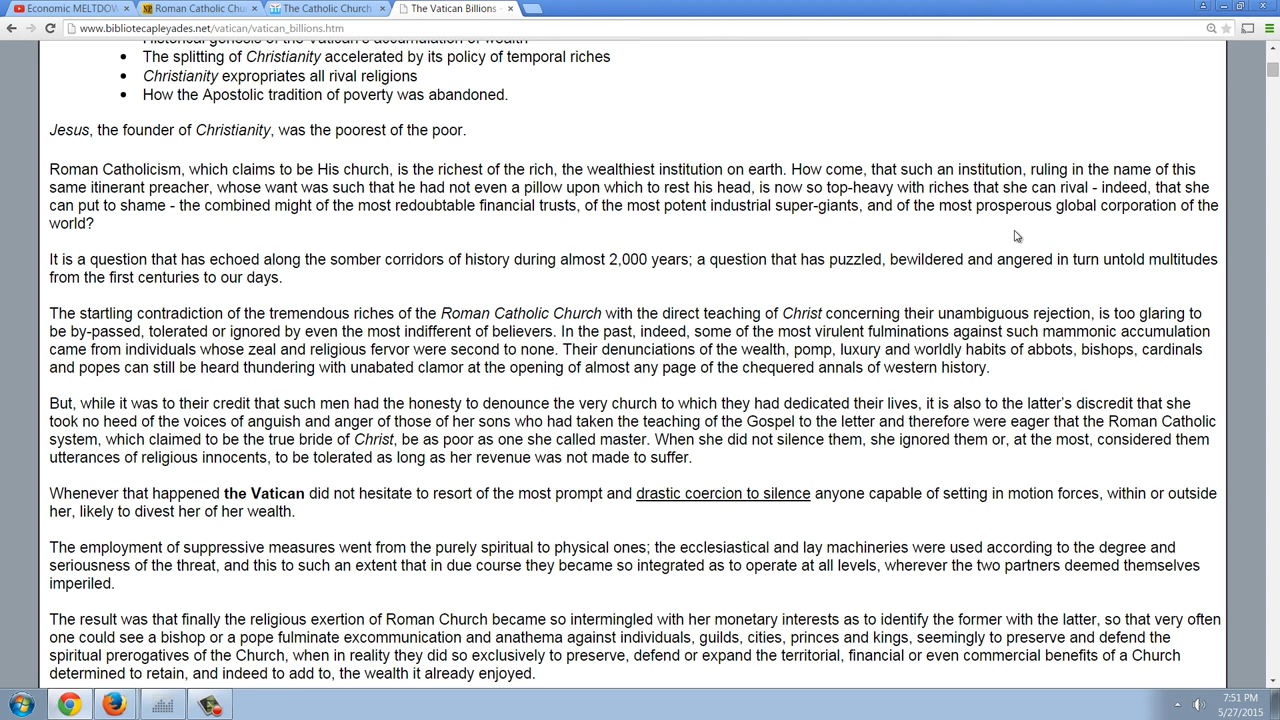 Economic MELTDOW
Roman Catholic Chu
The Catholic Church
The Vatican Billions -
www.bibliotecapleyades.net/vatican/vatican_billions.htm
Historical genesis of the Vatican's accumulation of wealth
• The splitting of Christianity accelerated by its policy of temporal riches
• Christianity expropriates all rival religions
• How the Apostolic tradition of poverty was abandoned.
Jesus, the founder of Christianity, was the poorest of the poor.
Roman Catholicism, which claims to be His church, is the richest of the rich, the wealthiest institution on earth. How come, that such an institution, ruling in the name of this
same itinerant preacher, whose want was such that he had not even a pillow upon which to rest his head, is now so top-heavy with riches that she can rival - indeed, that she
can put to shame - the combined might of the most redoubtable financial trusts, of the most potent industrial super-giants, and of the most prosperous global corporation of the
world?
It is a question that has echoed along the somber corridors of history during almost 2,000 years; a question that has puzzled, bewildered and angered in turn untold multitudes
from the first centuries to our days.
The startling contradiction of the tremendous riches of the Roman Catholic Church with the direct teaching of Christ concerning their unambiguous rejection, is too glaring to
be by-passed, tolerated or ignored by even the most indifferent of believers. In the past, indeed, some of the most virulent fulminations against such mammonic accumulation
came from individuals whose zeal and religious fervor were second to none. Their denunciations of the wealth, pomp, luxury and worldly habits of abbots, bishops, cardinals
and popes can still be heard thundering with unabated clamor at the opening of almost any page of the chequered annals of western history.
But, while it was to their credit that such men had the honesty to denounce the very church to which they had dedicated their lives, it is also to the latter's discredit that she
took no heed of the voices of anguish and anger of those of her sons who had taken the teaching of the Gospel to the letter and therefore were eager that the Roman Catholic
system, which claimed to be the true bride of Christ, be as poor as one she called master. When she did not silence them, she ignored them or, at the most, considered them
utterances of religious innocents, to be tolerated as long as her revenue was not made to suffer.
Whenever that happened the Vatican did not hesitate to resort of the most prompt and drastic coercion to silence anyone capable of setting in motion forces, within or outside
her, likely to divest her of her wealth.
The employment of suppressive measures went from the purely spiritual to physical ones; the ecclesiastical and lay machineries were used according to the degree and
seriousness of the threat, and this to such an extent that in due course they became so integrated as to operate at all levels, wherever the two partners deemed themselves
imperiled.
The result was that finally the religious exertion of Roman Church became so intermingled with her monetary interests as to identify the former with the latter, so that very often
one could see a bishop or a pope fulminate excommunication and anathema against individuals, guilds, cities, princes and kings, seemingly to preserve and defend the
spiritual prerogatives of the Church, when in reality they did so exclusively to preserve, defend or expand the territorial, financial or even commercial benefits of a Church
determined to retain, and indeed to add to, the wealth it already enjoyed.
7:51 PM
5/27/2015